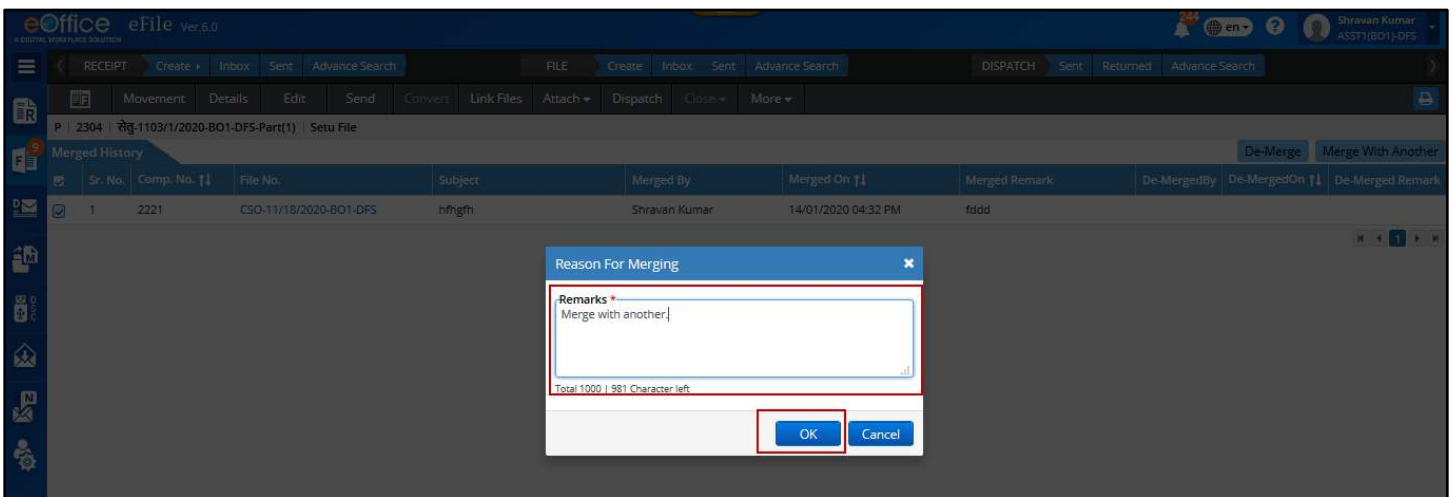 eOffice eFile Ver.6.0 244 en ? Shravan Kumar
A DIGITAL WORKPLACE SOLUTION ASST1(BO1)-DFS
RECEIPT Create Inbox Sent Advance Search FILE Create Inbox Sent Advance Search DISPATCH Sent Returned Advance Search
Movement Details Edit Send Convert Link Files Attach Dispatch Close More
P | 2304 | सेतु-1103/1/2020-BO1-DFS-Part(1) | Setu File
9
Merged History De-Merge Merge With Another
Sr. No. Comp. No. File No. Subject Merged By Merged On Merged Remark De-MergedBy De-MergedOn De-Merged Remark
1 2221 CSO-11/18/2020-BO1-DFS hfhgfh Shravan Kumar 14/01/2020 04:32 PM fddd
1
Reason For Merging
Remarks *
Merge with another.
Total 1000 | 981 Character left
OK Cancel